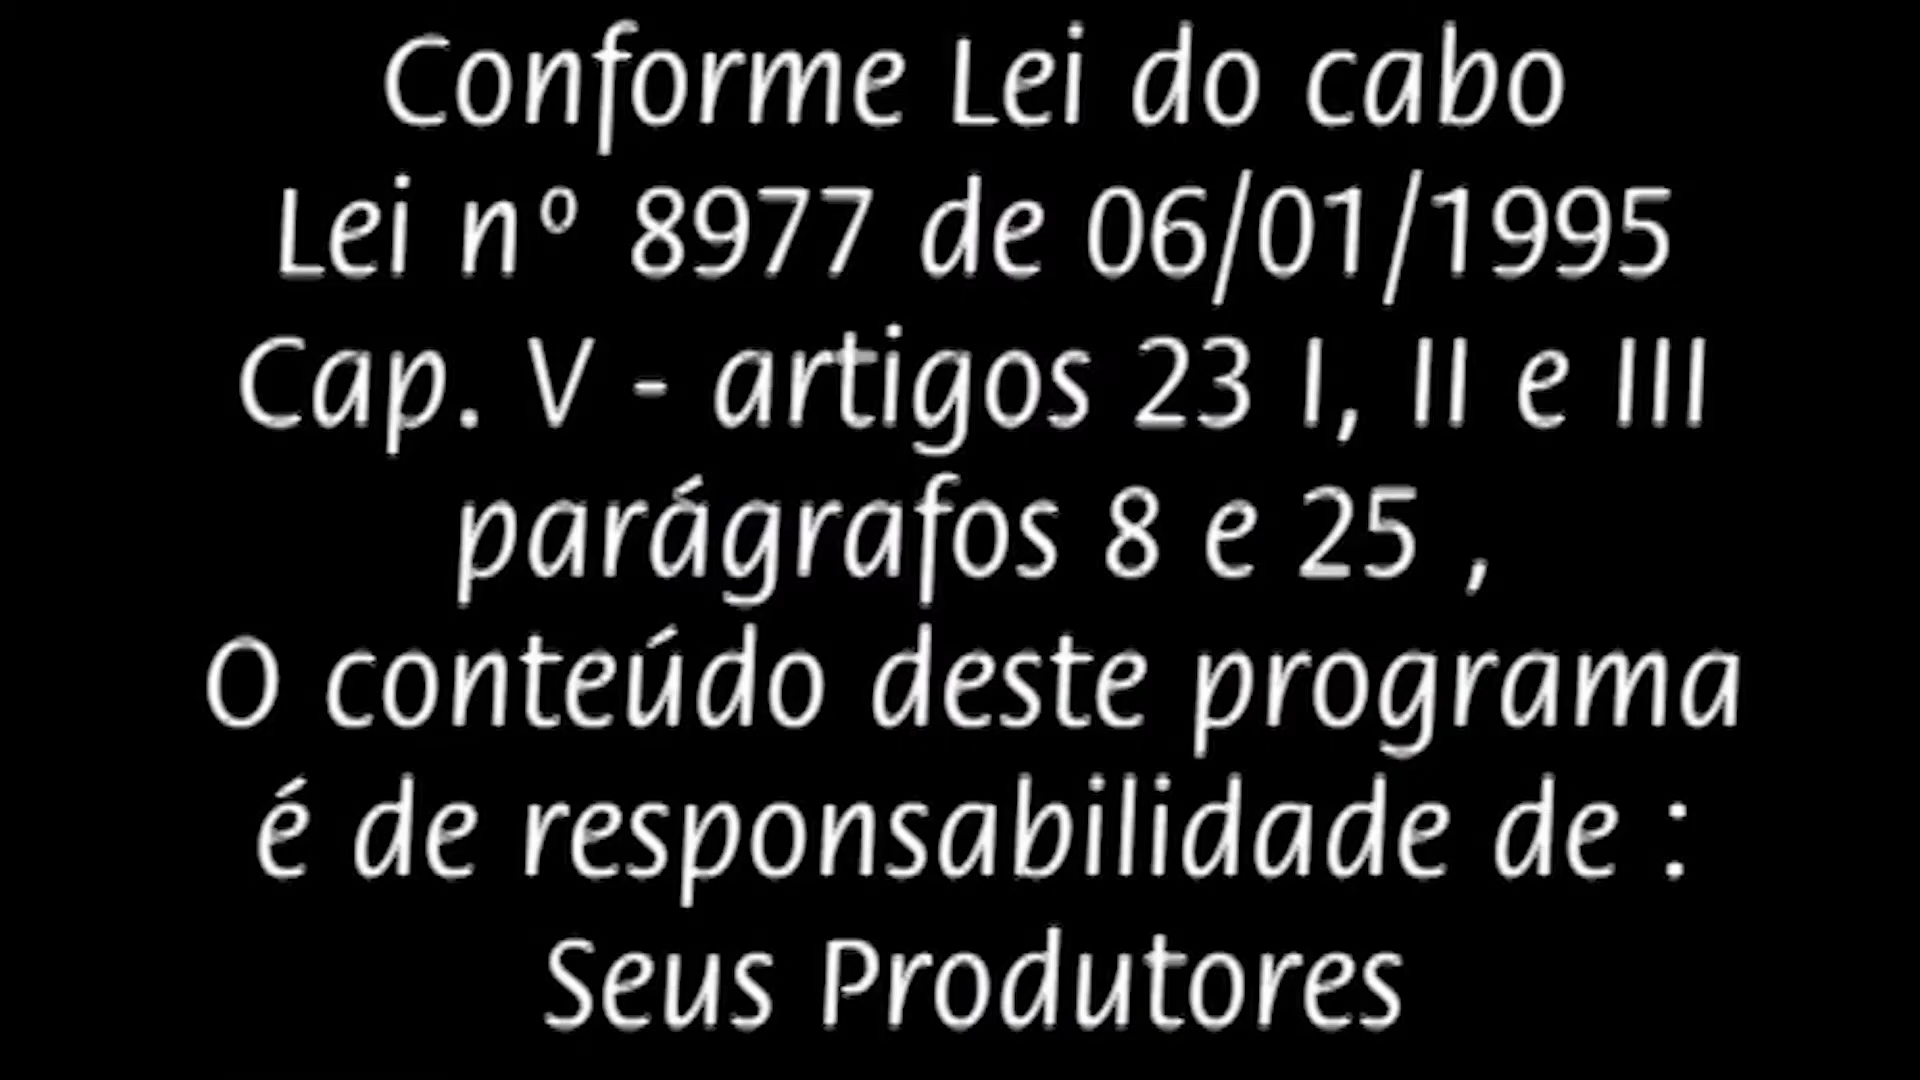 Conforme Lei do cabo
Lei nº 8977 de 06/01/1995
Cap. V - artigos 23 I, II e III
parágrafos 8 e 25 ,
O conteúdo deste programa
é de responsabilidade de :
Seus Produtores